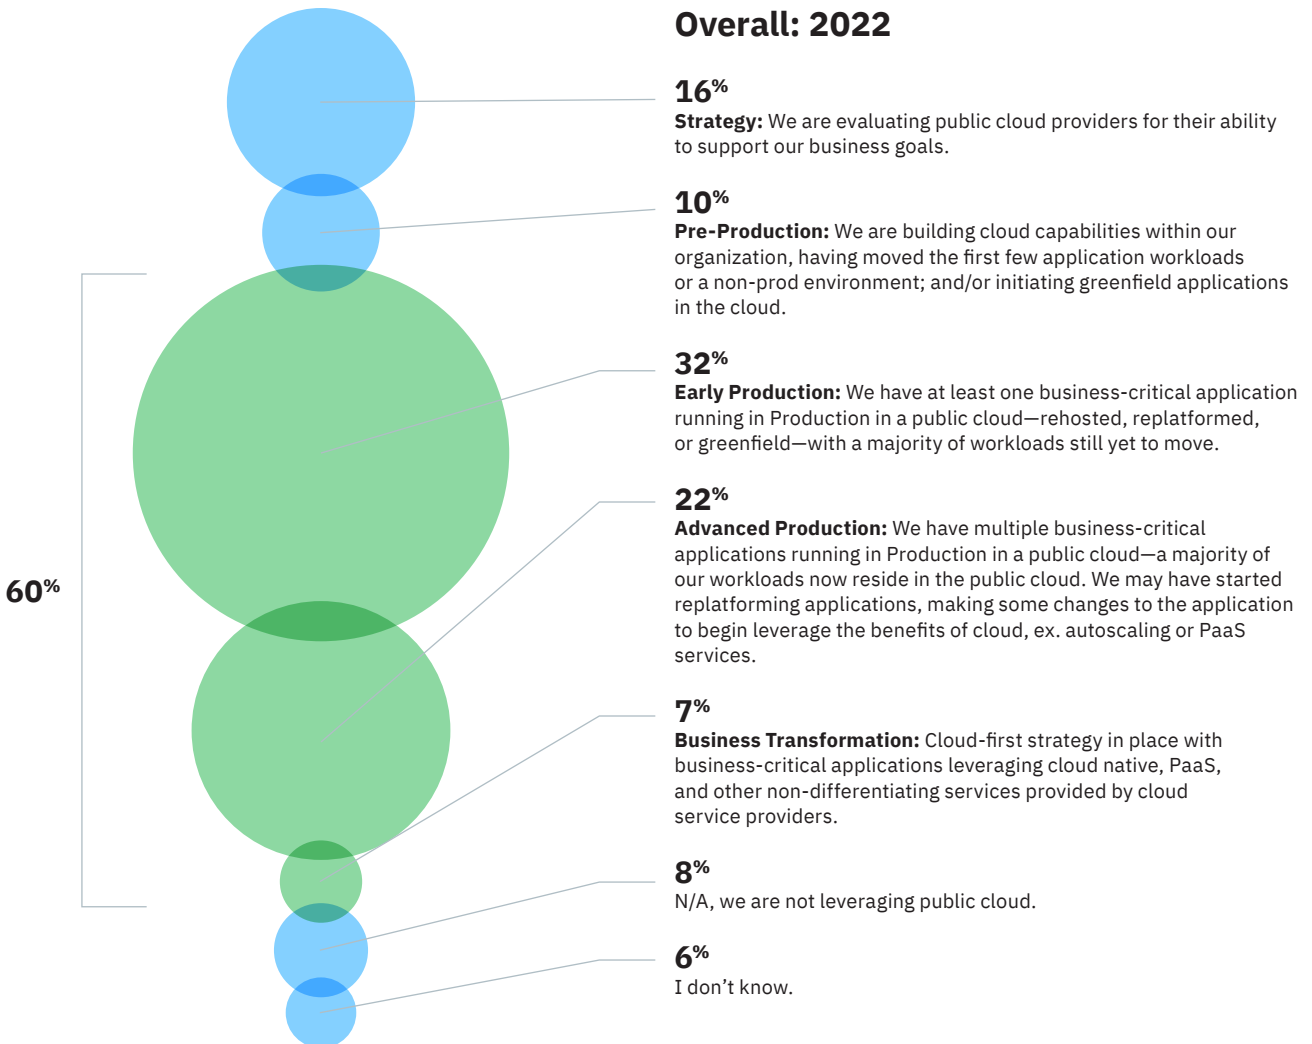 Overall: 2022
16%
Strategy: We are evaluating public cloud providers for their ability
to support our business goals.
10%
Pre-Production: We are building cloud capabilities within our
organization, having moved the first few application workloads
or a non-prod environment; and/or initiating greenfield applications
in the cloud.
32%
Early Production: We have at least one business-critical application
running in Production in a public cloud—rehosted, replatformed,
or greenfield—with a majority of workloads still yet to move.
22%
Advanced Production: We have multiple business-critical
applications running in Production in a public cloud—a majority of
our workloads now reside in the public cloud. We may have started
replatforming applications, making some changes to the application
to begin leverage the benefits of cloud, ex. autoscaling or PaaS
services.
60%
7%
Business Transformation: Cloud-first strategy in place with
business-critical applications leveraging cloud native, PaaS,
and other non-differentiating services provided by cloud
service providers.
8%
N/A, we are not leveraging public cloud.
6%
I don’t know.